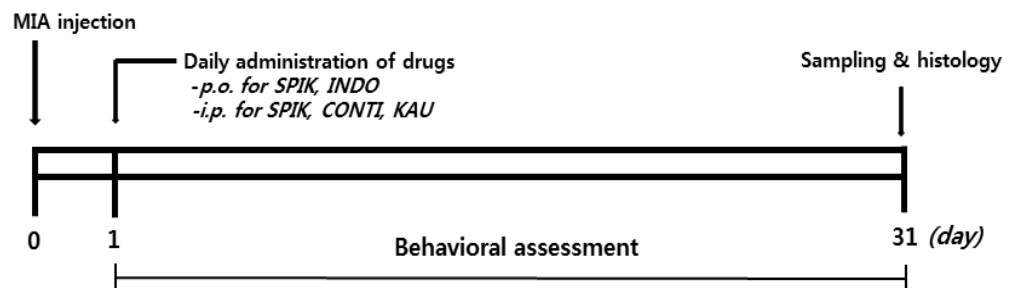 MIA injection
Daily administration of drugs
-p.o. for SPIK, INDO
-i.p. for SPIK, CONTI, KAU
Sampling & histology
0
1
Behavioral assessment
31 (day)